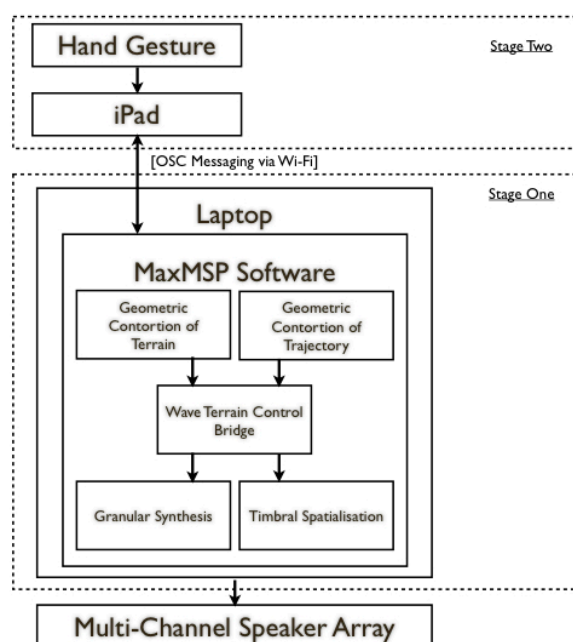 Hand Gesture
Stage Two
iPad
[OSC Messaging via Wi-Fi]
Stage One
Laptop
MaxMSP Software
Geometric
Contortion of
Terrain
Geometric
Contortion of
Trajectory
Wave Terrain Control
Bridge
Granular Synthesis
Timbral Spatialisation
Multi-Channel Speaker Array